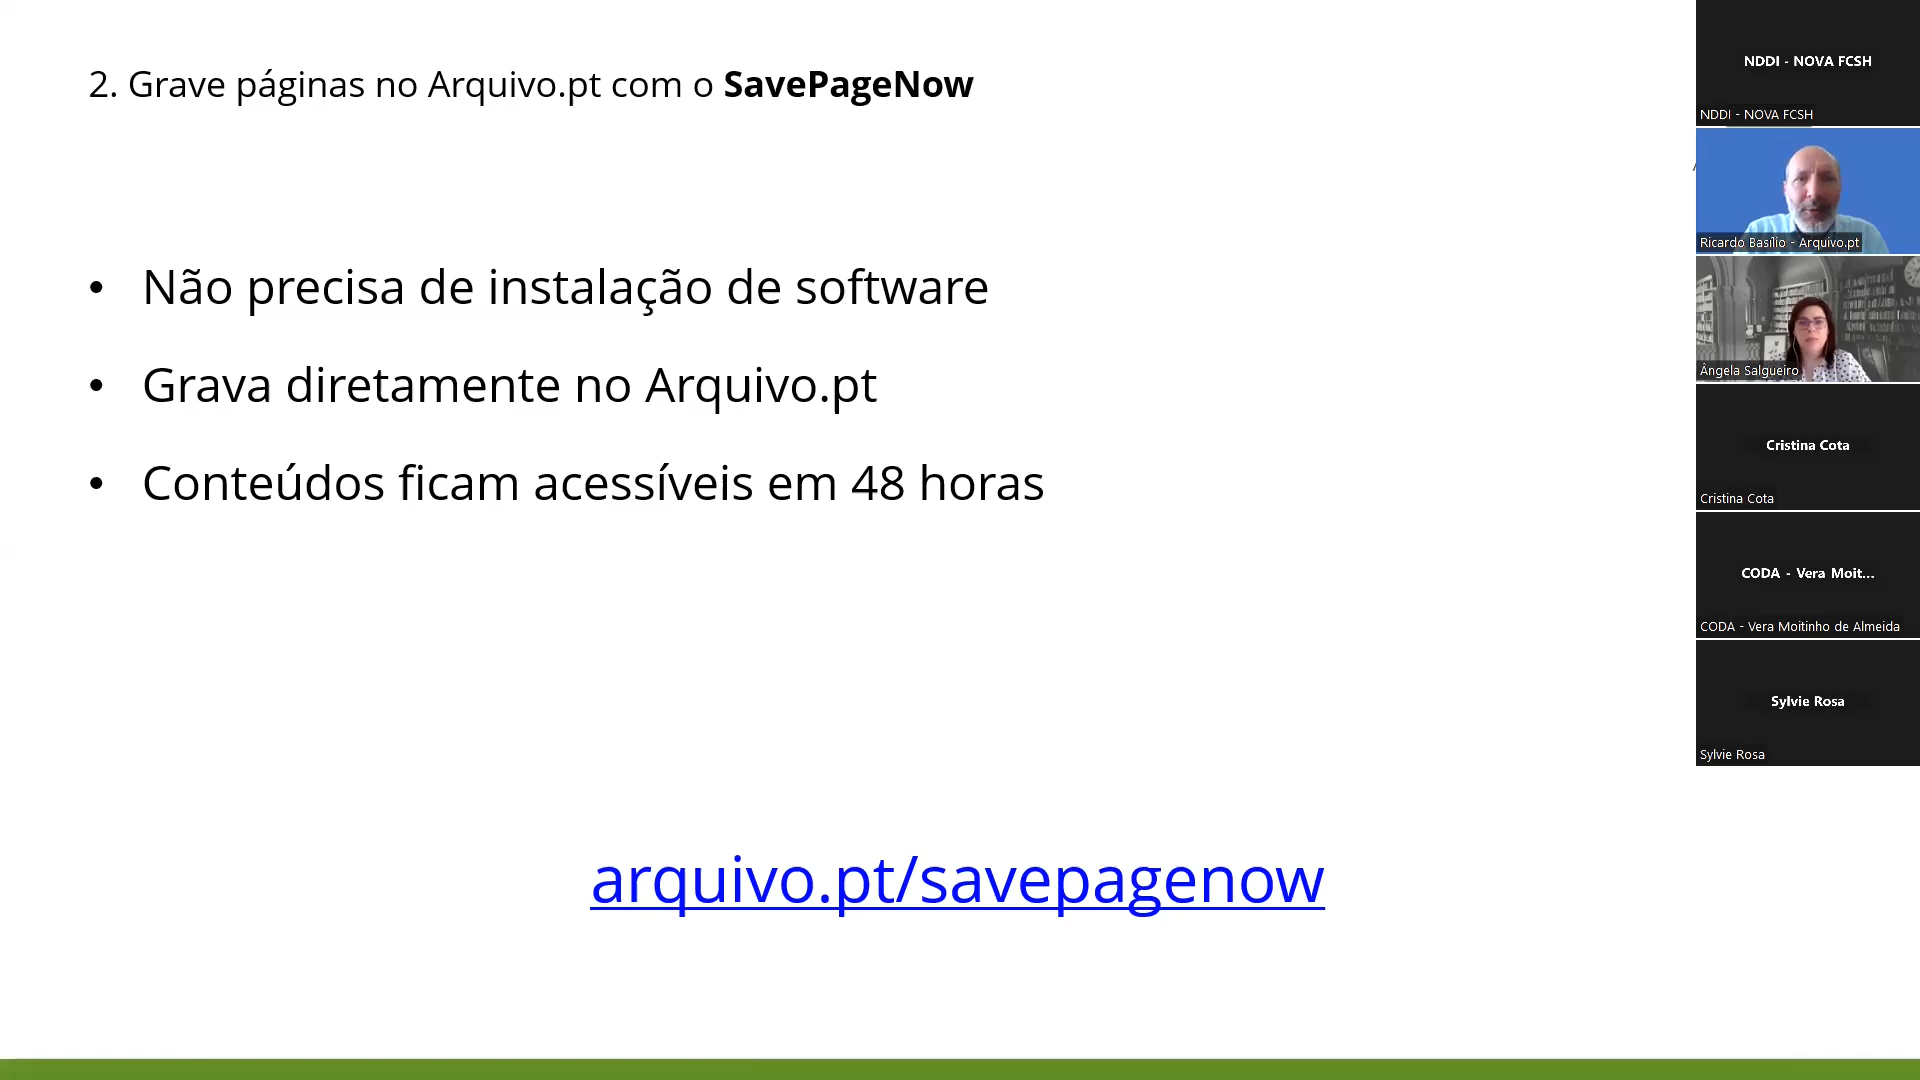 2. Grave páginas no Arquivo.pt com o SavePageNow
• Não precisa de instalação de software
• Grava diretamente no Arquivo.pt
• Conteúdos ficam acessíveis em 48 horas
arquivo.pt/savepagenow
NDDI - NOVA FCSH
NDDI - NOVA FCSH
Ricardo Basílio - Arquivo.pt
Ângela Salgueiro
Cristina Cota
Cristina Cota
CODA - Vera Moit...
CODA - Vera Moitinho de Almeida
Sylvie Rosa
Sylvie Rosa